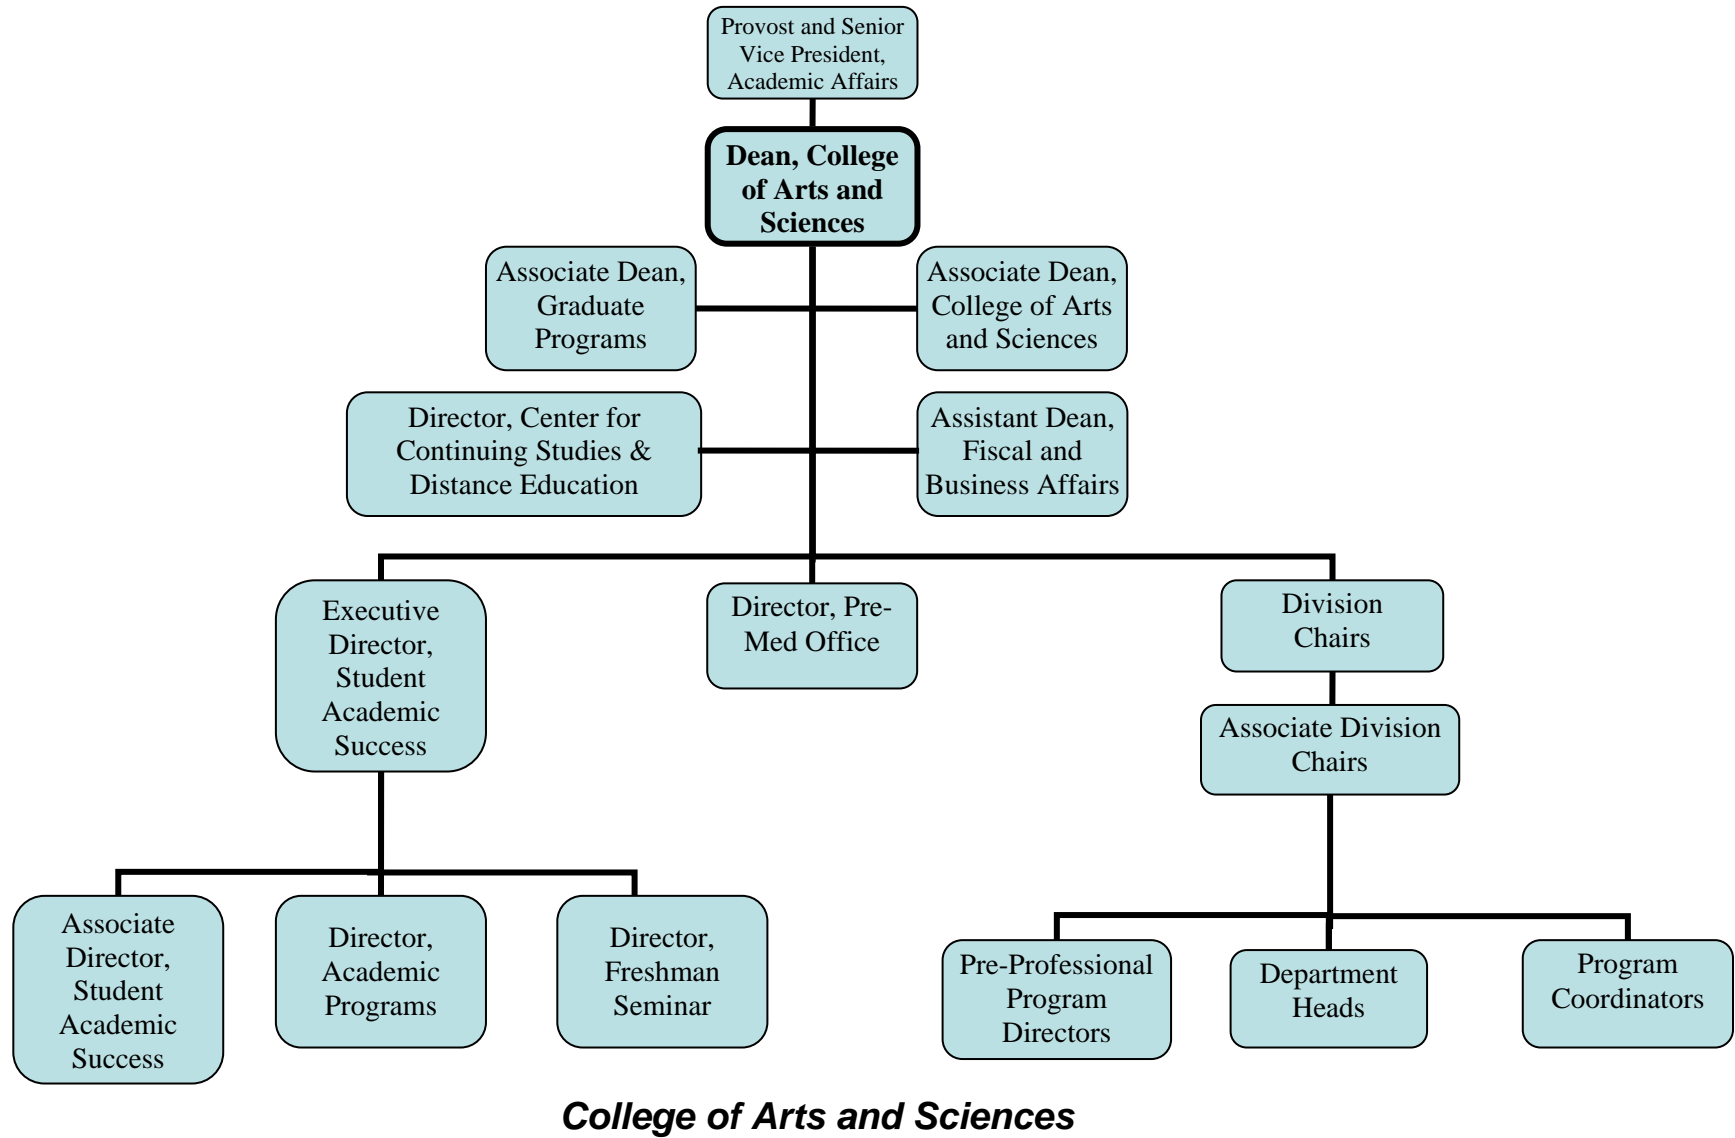 Provost and Senior
Vice President,
Academic Affairs
Dean, College
of Arts and
Sciences
Associate Dean,
Graduate
Programs
Associate Dean,
College of Arts
and Sciences
Director, Center for
Continuing Studies &
Distance Education
Assistant Dean,
Fiscal and
Business Affairs
Executive
Director,
Student
Academic
Success
Director, Pre-
Med Office
Division
Chairs
Associate Division
Chairs
Associate
Director,
Student
Academic
Success
Director,
Academic
Programs
Director,
Freshman
Seminar
Pre-Professional
Program
Directors
Department
Heads
Program
Coordinators
College of Arts and Sciences